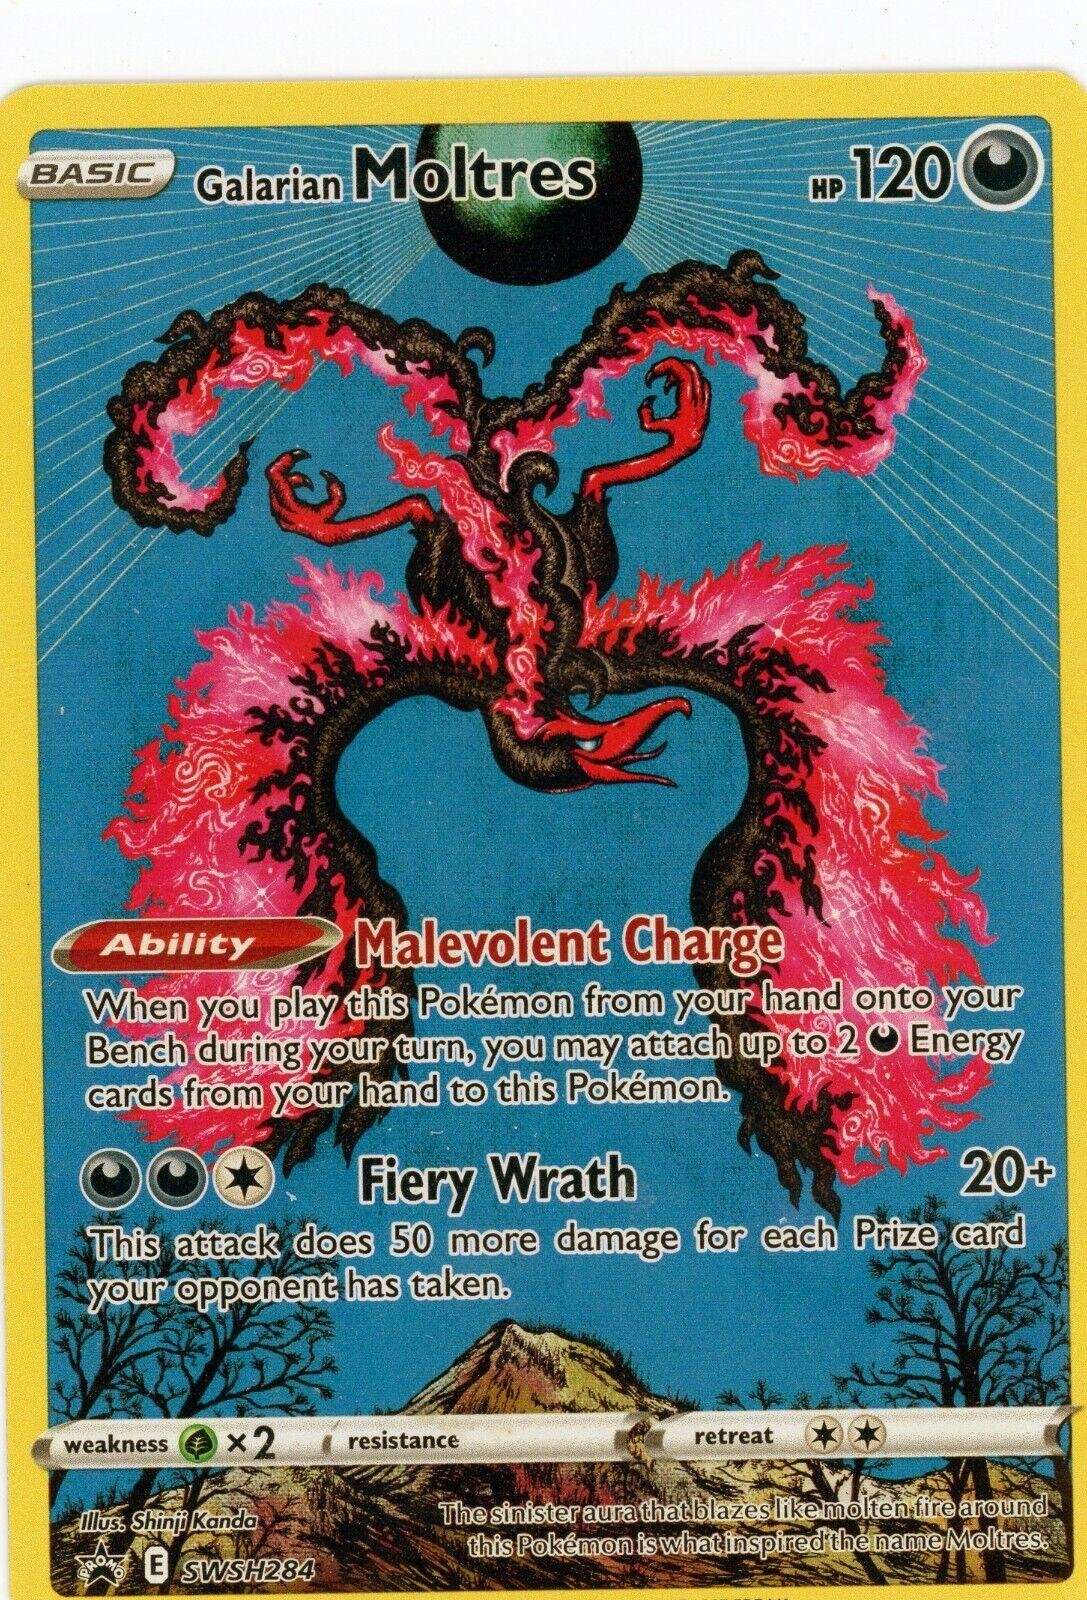 BASIC Galarian Moltres HP 120
Ability Malevolent Charge
When you play this Pokémon from your hand onto your
Bench during your turn, you may attach up to 2 Energy
cards from your hand to this Pokémon.
Fiery Wrath 20+
This attack does 50 more damage for each Prize card
your opponent has taken.
weakness ×2 resistance retreat
Illus. Shinji Kanda
The sinister aura that blazes like molten fire around
this Pokémon is what inspired the name Moltres.
PROMO E SWSH284